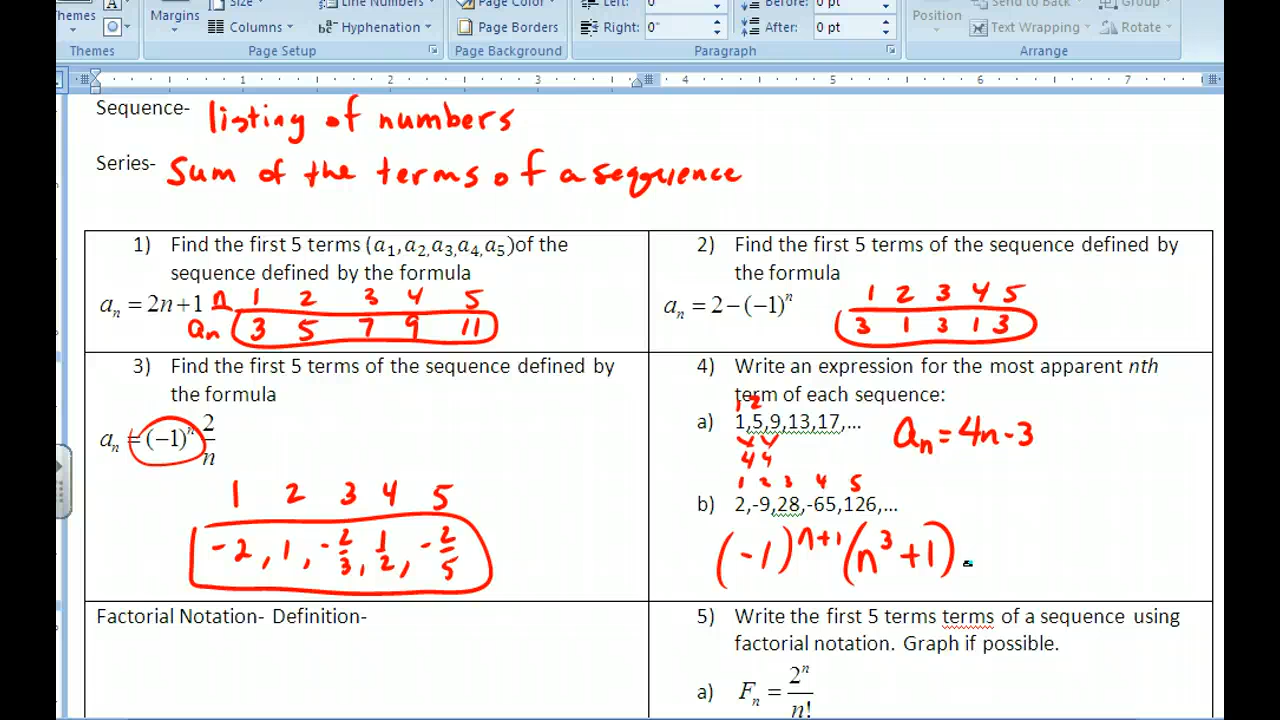 Themes
Margins
Size
Columns
Line Numbers
Hyphenation
Page Color
Page Borders
Left: 0
Right: 0"
Before: 0 pt
After: 0 pt
Position
Send to Back
Text Wrapping
Group
Rotate
Themes
Page Setup
Page Background
Paragraph
Arrange
1 2 3 4 5 6 7
Sequence- listing of numbers
Series- Sum of the terms of a sequence
1) Find the first 5 terms (a₁,a₂,a₃,a₄,a₅)of the
sequence defined by the formula
aₙ = 2n+1
n 1 2 3 4 5
aₙ 3 5 7 9 11
2) Find the first 5 terms of the sequence defined by
the formula
aₙ = 2−(−1)ⁿ
1 2 3 4 5
3 1 3 1 3
3) Find the first 5 terms of the sequence defined by
the formula
aₙ = (−1)ⁿ 2/n
1 2 3 4 5
-2, 1, -2/3, 1/2, -2/5
4) Write an expression for the most apparent nth
term of each sequence:
1 2
a) 1,5,9,13,17,...
aₙ = 4n-3
4 4
1 2 3 4 5
b) 2,-9,28,-65,126,...
(-1)ⁿ⁺¹(n³+1)
Factorial Notation- Definition-
5) Write the first 5 terms terms of a sequence using
factorial notation. Graph if possible.
a) Fₙ = 2ⁿ/n!